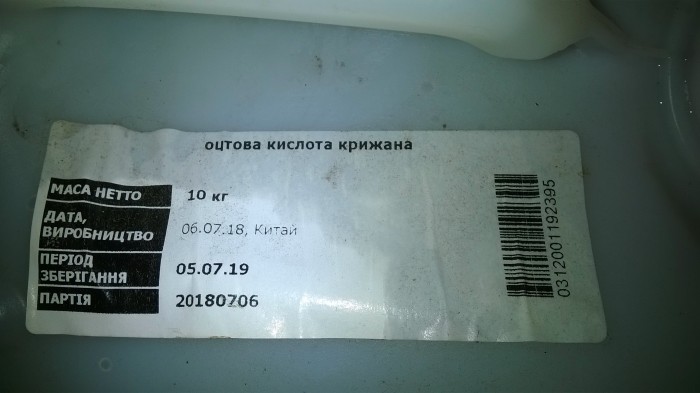 оцтова кислота крижана
МАСА НЕТТО 10 кг
ДАТА,
ВИРОБНИЦТВО 06.07.18, Китай
ПЕРІОД
ЗБЕРІГАННЯ 05.07.19
ПАРТІЯ 20180706
0312001192395